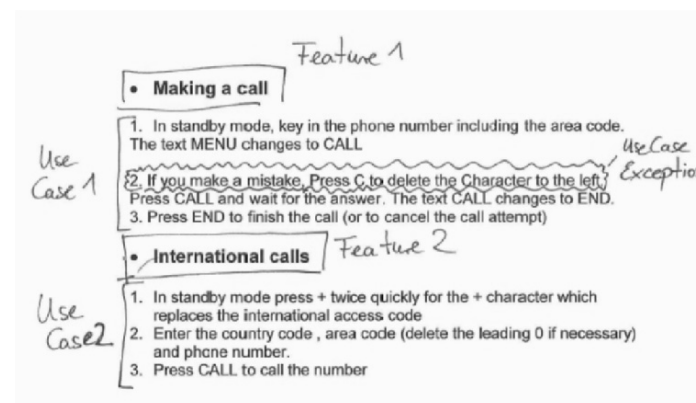 Feature 1
• Making a call
1. In standby mode, key in the phone number including the area code.
The text MENU changes to CALL
Use Case 1
Use Case Exception
2. If you make a mistake, Press C to delete the Character to the left,
Press CALL and wait for the answer. The text CALL changes to END.
3. Press END to finish the call (or to cancel the call attempt)
• International calls
Feature 2
Use Case2
1. In standby mode press + twice quickly for the + character which
replaces the international access code
2. Enter the country code , area code (delete the leading 0 if necessary)
and phone number.
3. Press CALL to call the number